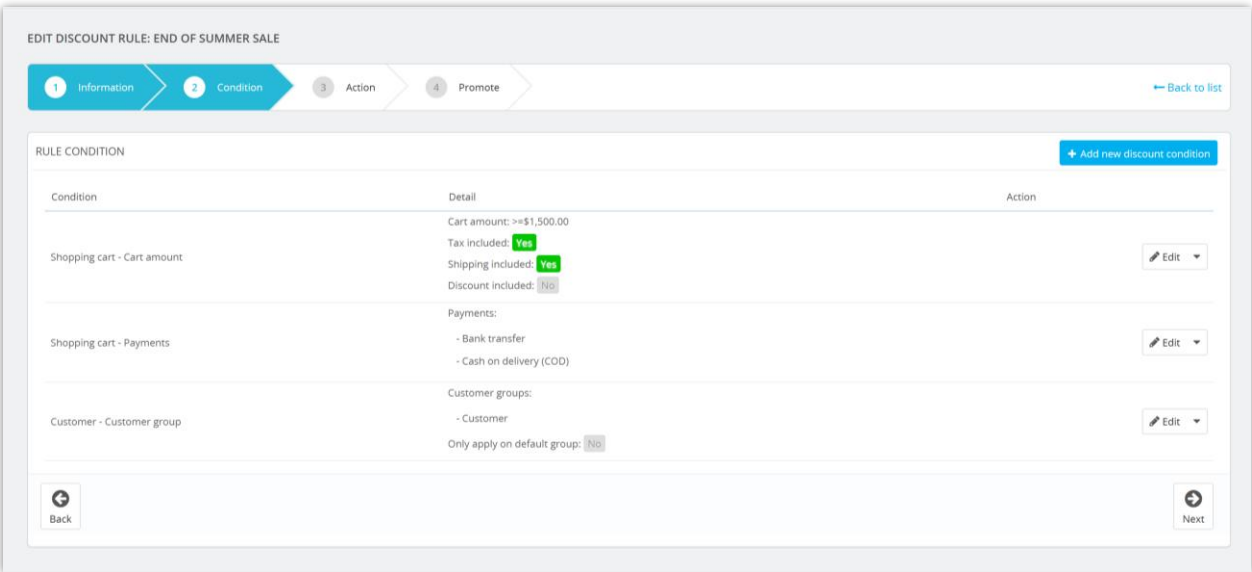 EDIT DISCOUNT RULE: END OF SUMMER SALE
1 Information 2 Condition 3 Action 4 Promote Back to list
RULE CONDITION + Add new discount condition
Condition Detail Action
Shopping cart - Cart amount
Cart amount: >=$1,500.00
Tax included: Yes
Shipping included: Yes
Discount included: No
Edit
Shopping cart - Payments
Payments:
- Bank transfer
- Cash on delivery (COD)
Edit
Customer - Customer group
Customer groups:
- Customer
Only apply on default group: No
Edit
Back Next